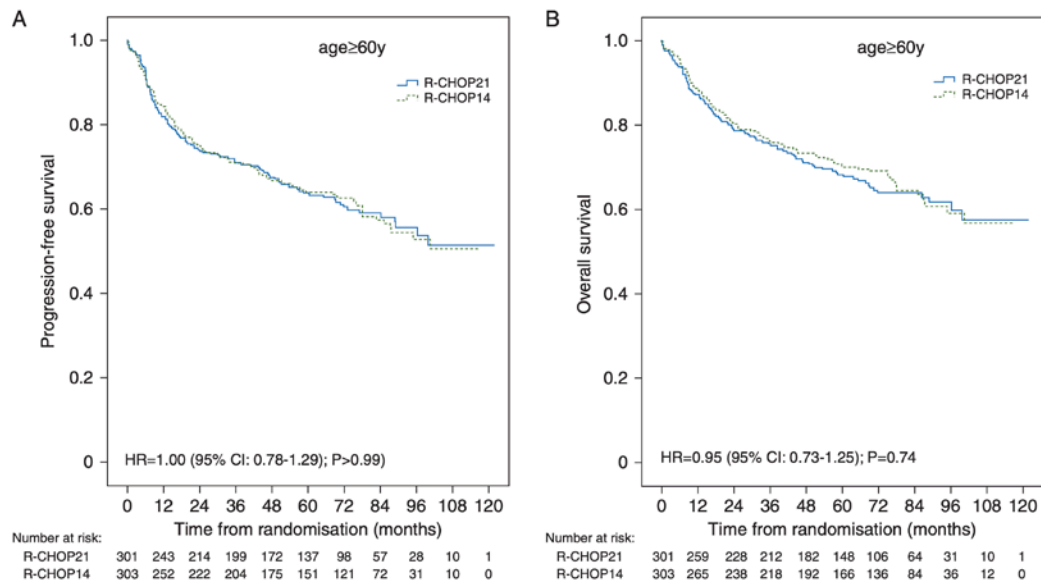 A
age≥60y
R-CHOP21
R-CHOP14
1.0
0.8
0.6
0.4
0.2
0
Progression-free survival
HR=1.00 (95% CI: 0.78-1.29); P>0.99)
0 12 24 36 48 60 72 84 96 108 120
Time from randomisation (months)
Number at risk:
R-CHOP21 301 243 214 199 172 137 98 57 28 10 1
R-CHOP14 303 252 222 204 175 151 121 72 31 10 0
B
age≥60y
R-CHOP21
R-CHOP14
1.0
0.8
0.6
0.4
0.2
0
Overall survival
HR=0.95 (95% CI: 0.73-1.25); P=0.74
0 12 24 36 48 60 72 84 96 108 120
Time from randomisation (months)
Number at risk:
R-CHOP21 301 259 228 212 182 148 106 64 31 10 1
R-CHOP14 303 265 238 218 192 166 136 84 36 12 0